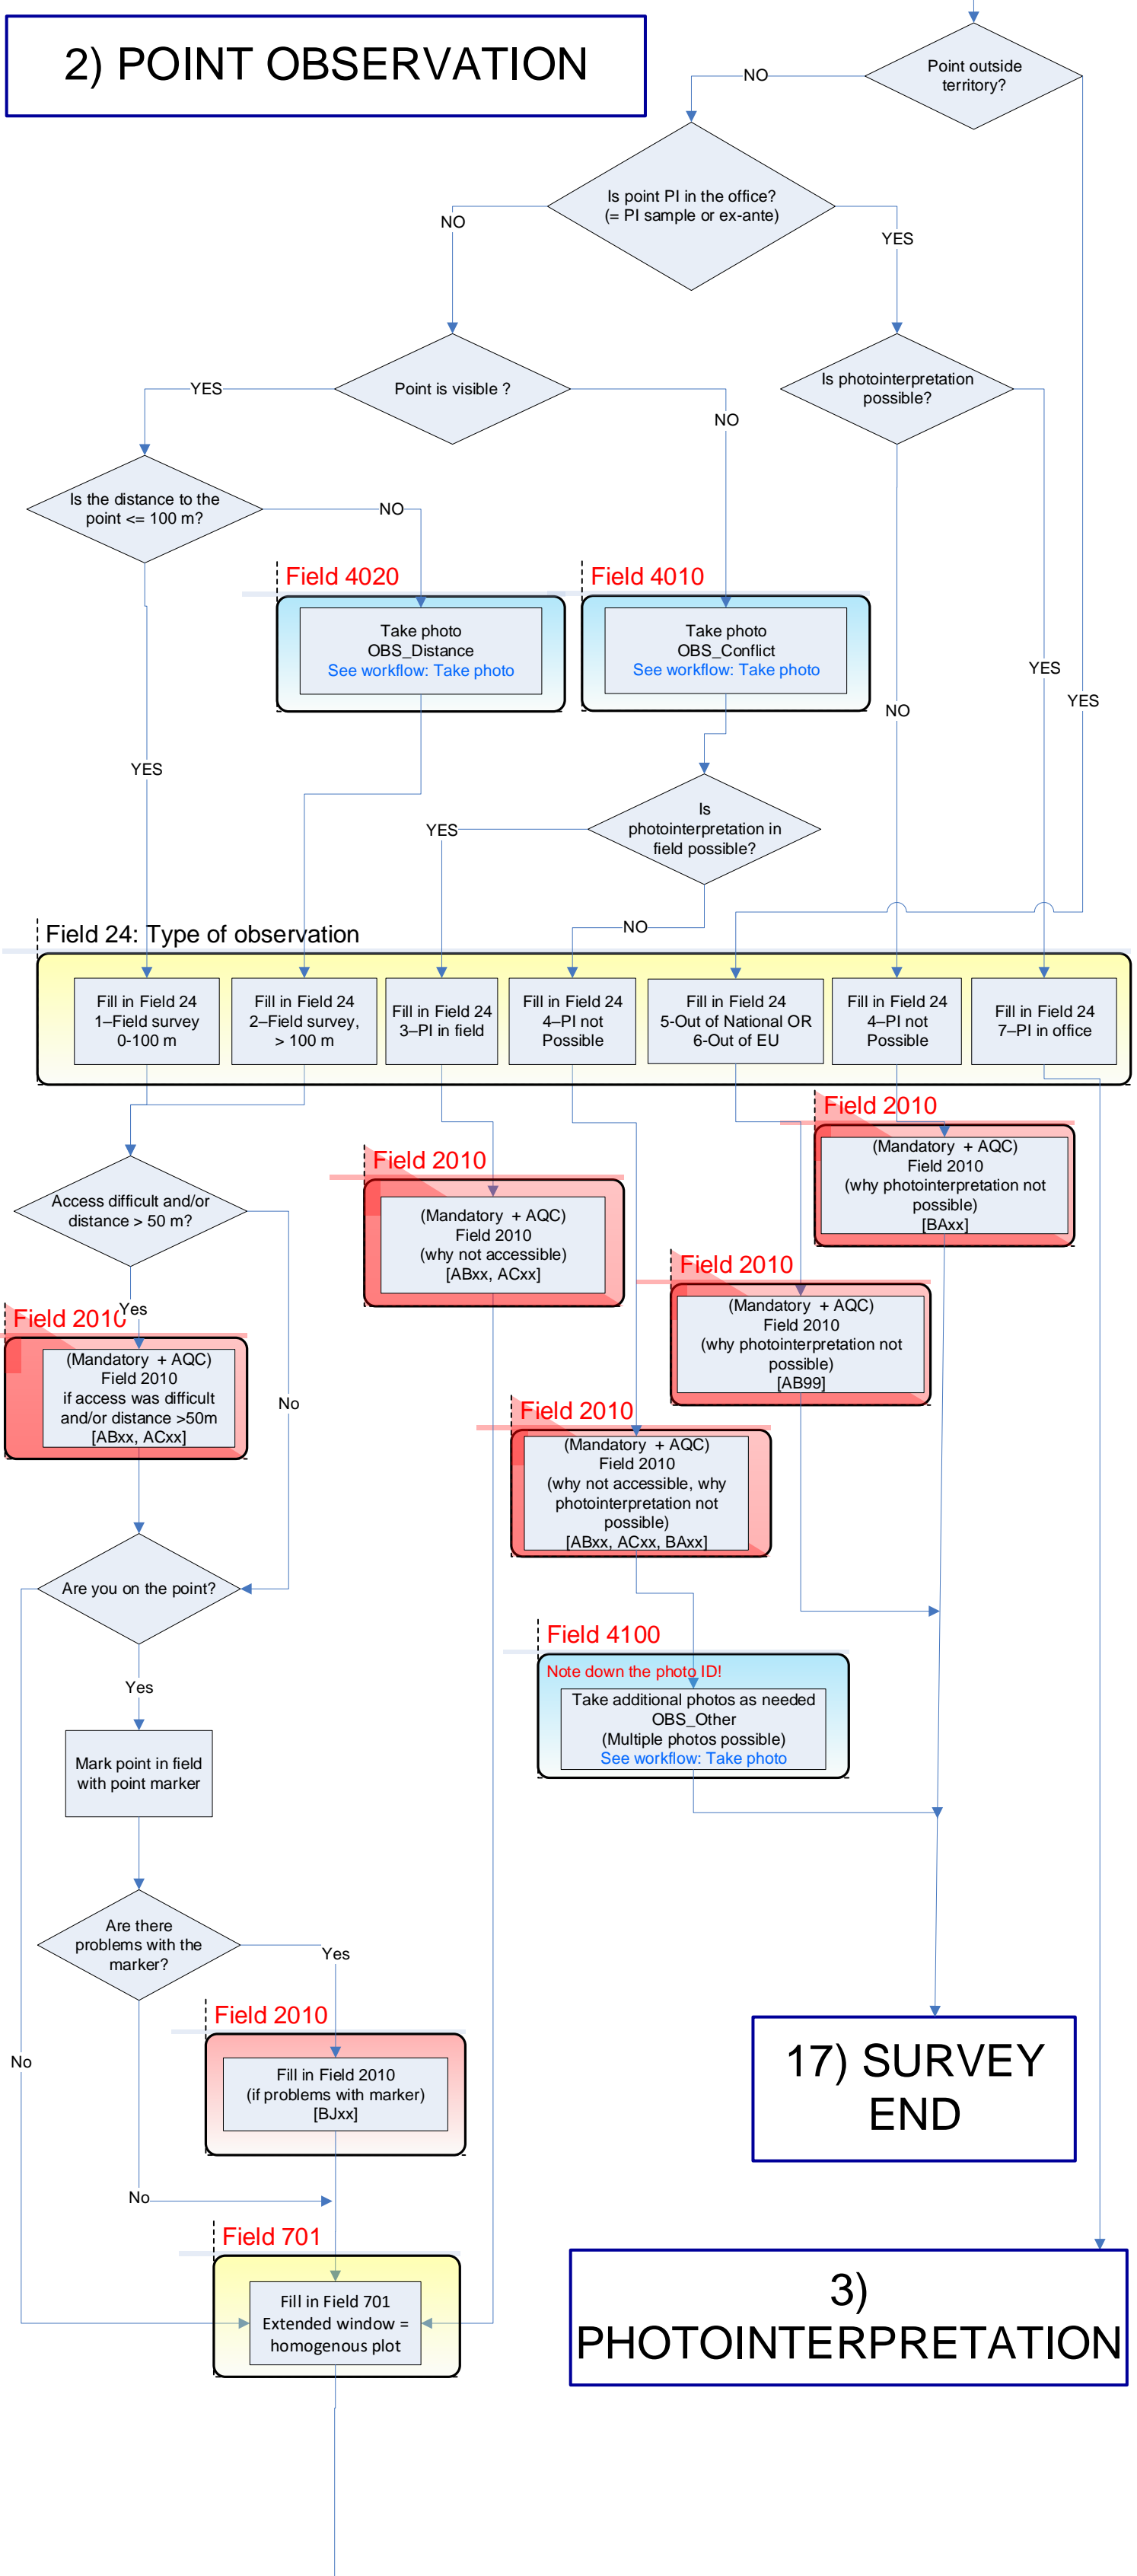 2) POINT OBSERVATION
Point outside
territory?
NO
Is point PI in the office?
(= PI sample or ex-ante)
NO
YES
Point is visible ?
Is photointerpretation
possible?
YES
NO
Is the distance to the
point <= 100 m?
NO
Field 4020
Field 4010
Take photo
OBS_Distance
See workflow: Take photo
Take photo
OBS_Conflict
See workflow: Take photo
YES
YES
NO
YES
Is
photointerpretation in
field possible?
YES
NO
Field 24: Type of observation
Fill in Field 24
1–Field survey
0-100 m
Fill in Field 24
2–Field survey,
> 100 m
Fill in Field 24
3–PI in field
Fill in Field 24
4–PI not
Possible
Fill in Field 24
5-Out of National OR
6-Out of EU
Fill in Field 24
4–PI not
Possible
Fill in Field 24
7–PI in office
Field 2010
(Mandatory + AQC)
Field 2010
(why photointerpretation not
possible)
[BAxx]
Field 2010
(Mandatory + AQC)
Field 2010
(why not accessible)
[ABxx, ACxx]
Access difficult and/or
distance > 50 m?
Field 2010
(Mandatory + AQC)
Field 2010
(why photointerpretation not
possible)
[AB99]
Yes
Field 2010
(Mandatory + AQC)
Field 2010
if access was difficult
and/or distance >50m
[ABxx, ACxx]
No
Field 2010
(Mandatory + AQC)
Field 2010
(why not accessible, why
photointerpretation not
possible)
[ABxx, ACxx, BAxx]
Are you on the point?
Field 4100
Note down the photo ID!
Take additional photos as needed
OBS_Other
(Multiple photos possible)
See workflow: Take photo
Yes
Mark point in field
with point marker
Are there
problems with the
marker?
Yes
Field 2010
Fill in Field 2010
(if problems with marker)
[BJxx]
No
No
17) SURVEY
END
Field 701
Fill in Field 701
Extended window =
homogenous plot
3)
PHOTOINTERPRETATION